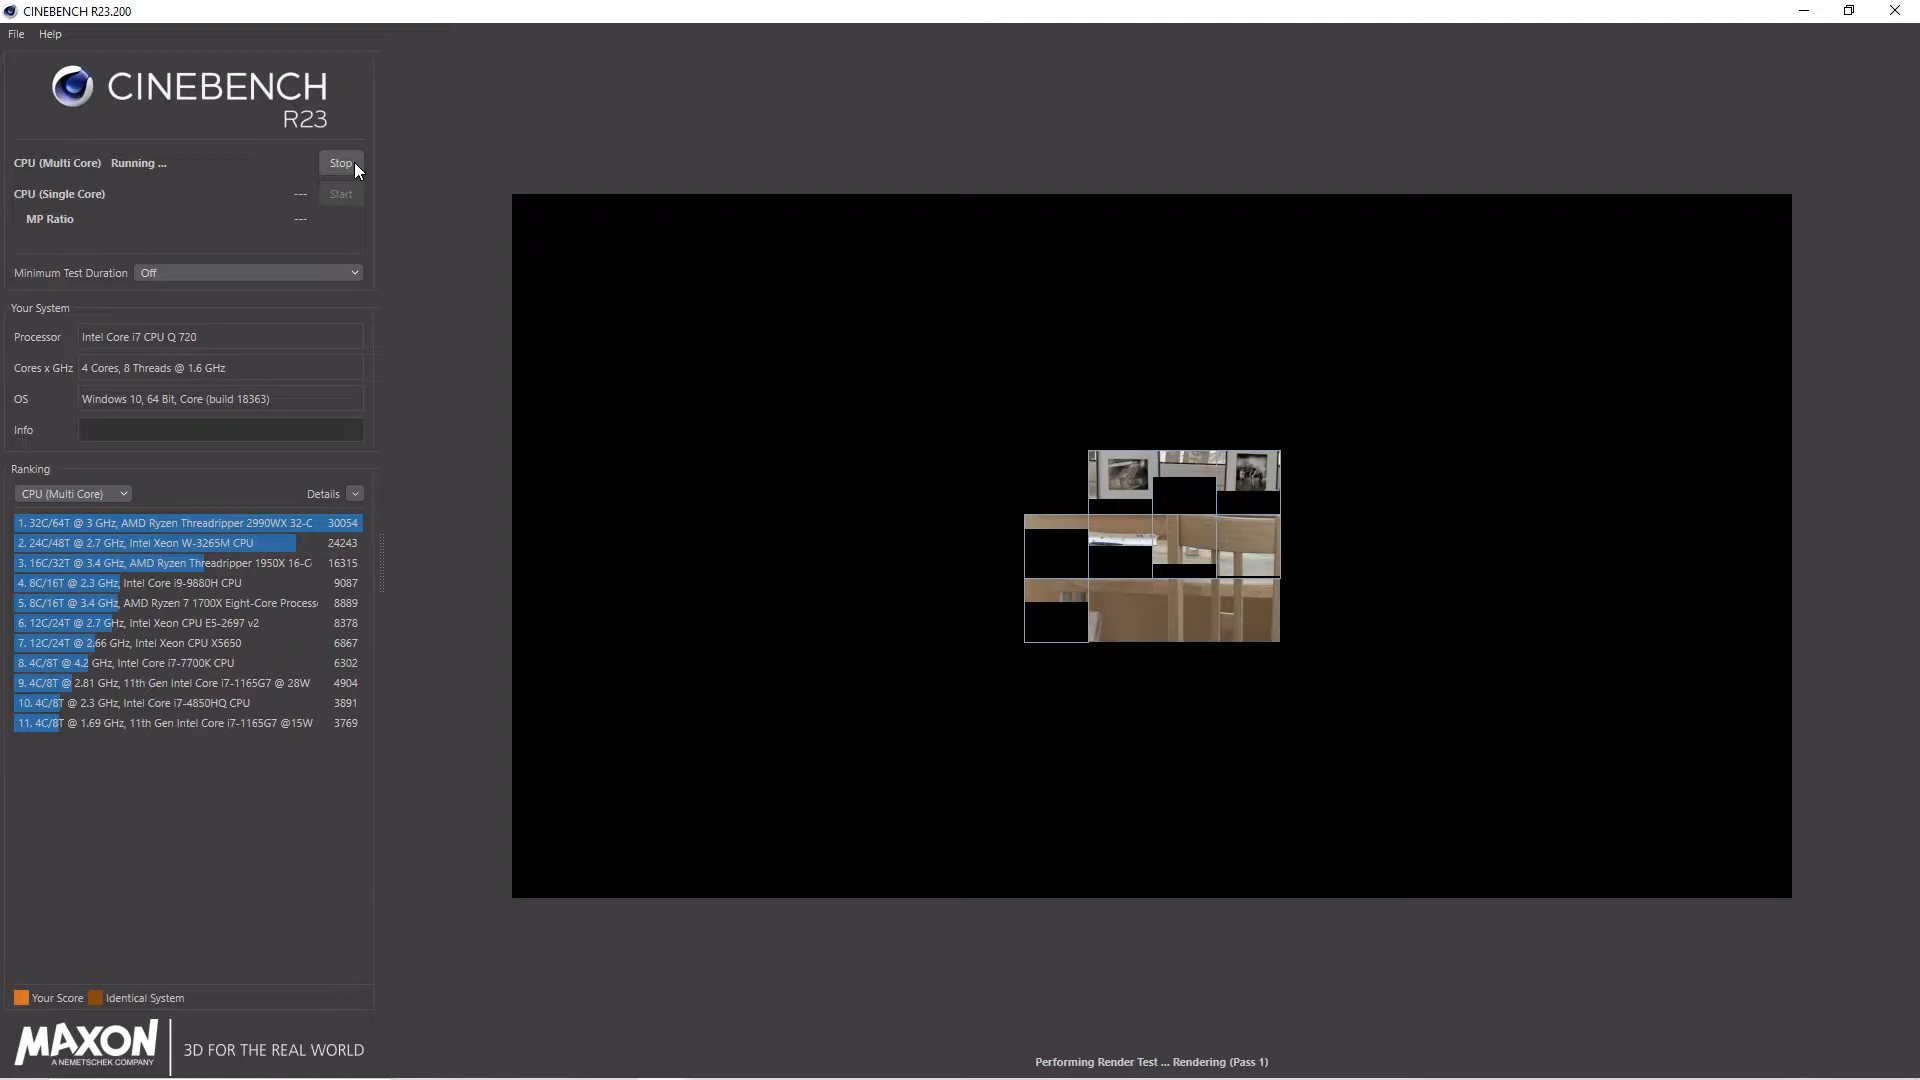 CINEBENCH R23.200
File Help
CINEBENCH
R23
CPU (Multi Core) Running ... Stop
CPU (Single Core) --- Start
MP Ratio ---
Minimum Test Duration Off
Your System
Processor Intel Core i7 CPU Q 720
Cores x GHz 4 Cores, 8 Threads @ 1.6 GHz
OS Windows 10, 64 Bit, Core (build 18363)
Info
Ranking
CPU (Multi Core) Details
1. 32C/64T @ 3 GHz, AMD Ryzen Threadripper 2990WX 32-C 30054
2. 24C/48T @ 2.7 GHz, Intel Xeon W-3265M CPU 24243
3. 16C/32T @ 3.4 GHz, AMD Ryzen Threadripper 1950X 16-C 16315
4. 8C/16T @ 2.3 GHz, Intel Core i9-9880H CPU 9087
5. 8C/16T @ 3.4 GHz, AMD Ryzen 7 1700X Eight-Core Process 8889
6. 12C/24T @ 2.7 GHz, Intel Xeon CPU E5-2697 v2 8378
7. 12C/24T @ 2.66 GHz, Intel Xeon CPU X5650 6867
8. 4C/8T @ 4.2 GHz, Intel Core i7-7700K CPU 6302
9. 4C/8T @ 2.81 GHz, 11th Gen Intel Core i7-1165G7 @ 28W 4904
10. 4C/8T @ 2.3 GHz, Intel Core i7-4850HQ CPU 3891
11. 4C/8T @ 1.69 GHz, 11th Gen Intel Core i7-1165G7 @15W 3769
Your Score Identical System
MAXON
A NEMETSCHEK COMPANY
3D FOR THE REAL WORLD
Performing Render Test ... Rendering (Pass 1)